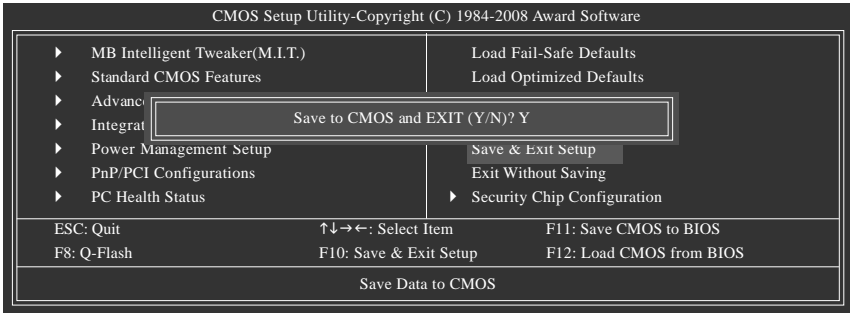 CMOS Setup Utility-Copyright (C) 1984-2008 Award Software
MB Intelligent Tweaker(M.I.T.)
Standard CMOS Features
Power Management Setup
PnP/PCI Configurations
PC Health Status
Load Fail-Safe Defaults
Load Optimized Defaults
Save & Exit Setup
Exit Without Saving
Security Chip Configuration
Save to CMOS and EXIT (Y/N)? Y
ESC: Quit ↑↓→←: Select Item F11: Save CMOS to BIOS
F8: Q-Flash F10: Save & Exit Setup F12: Load CMOS from BIOS
Save Data to CMOS